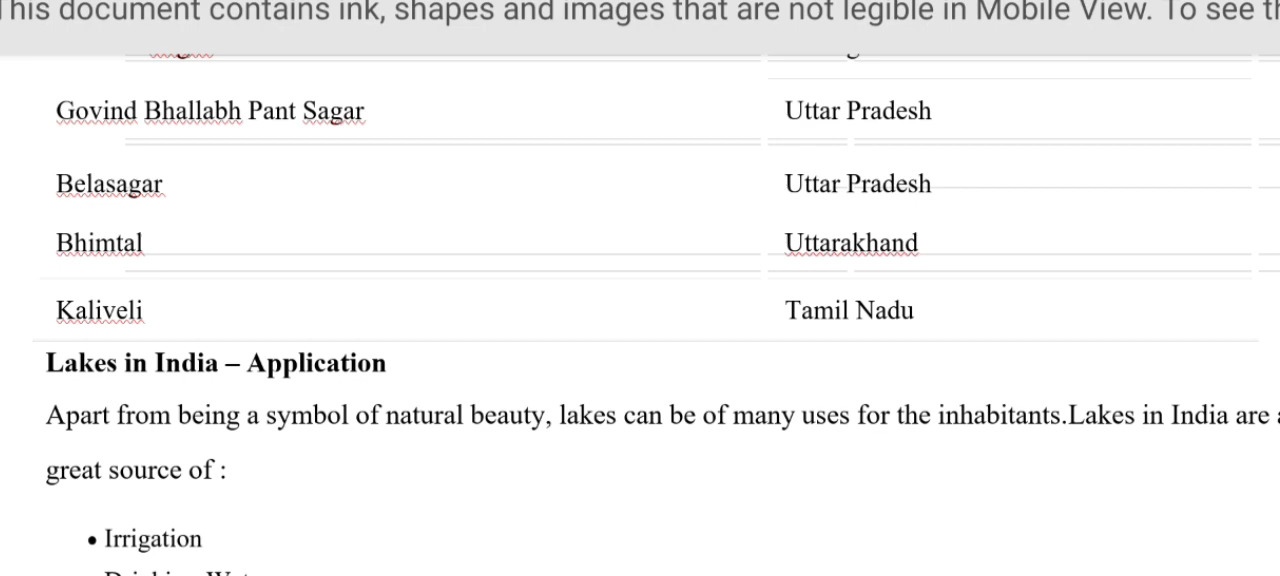 This document contains ink, shapes and images that are not legible in Mobile View. To see
Govind Bhallabh Pant Sagar Uttar Pradesh
Belasagar Uttar Pradesh
Bhimtal Uttarakhand
Kaliveli Tamil Nadu
Lakes in India – Application
Apart from being a symbol of natural beauty, lakes can be of many uses for the inhabitants.Lakes in India are a
great source of :
• Irrigation